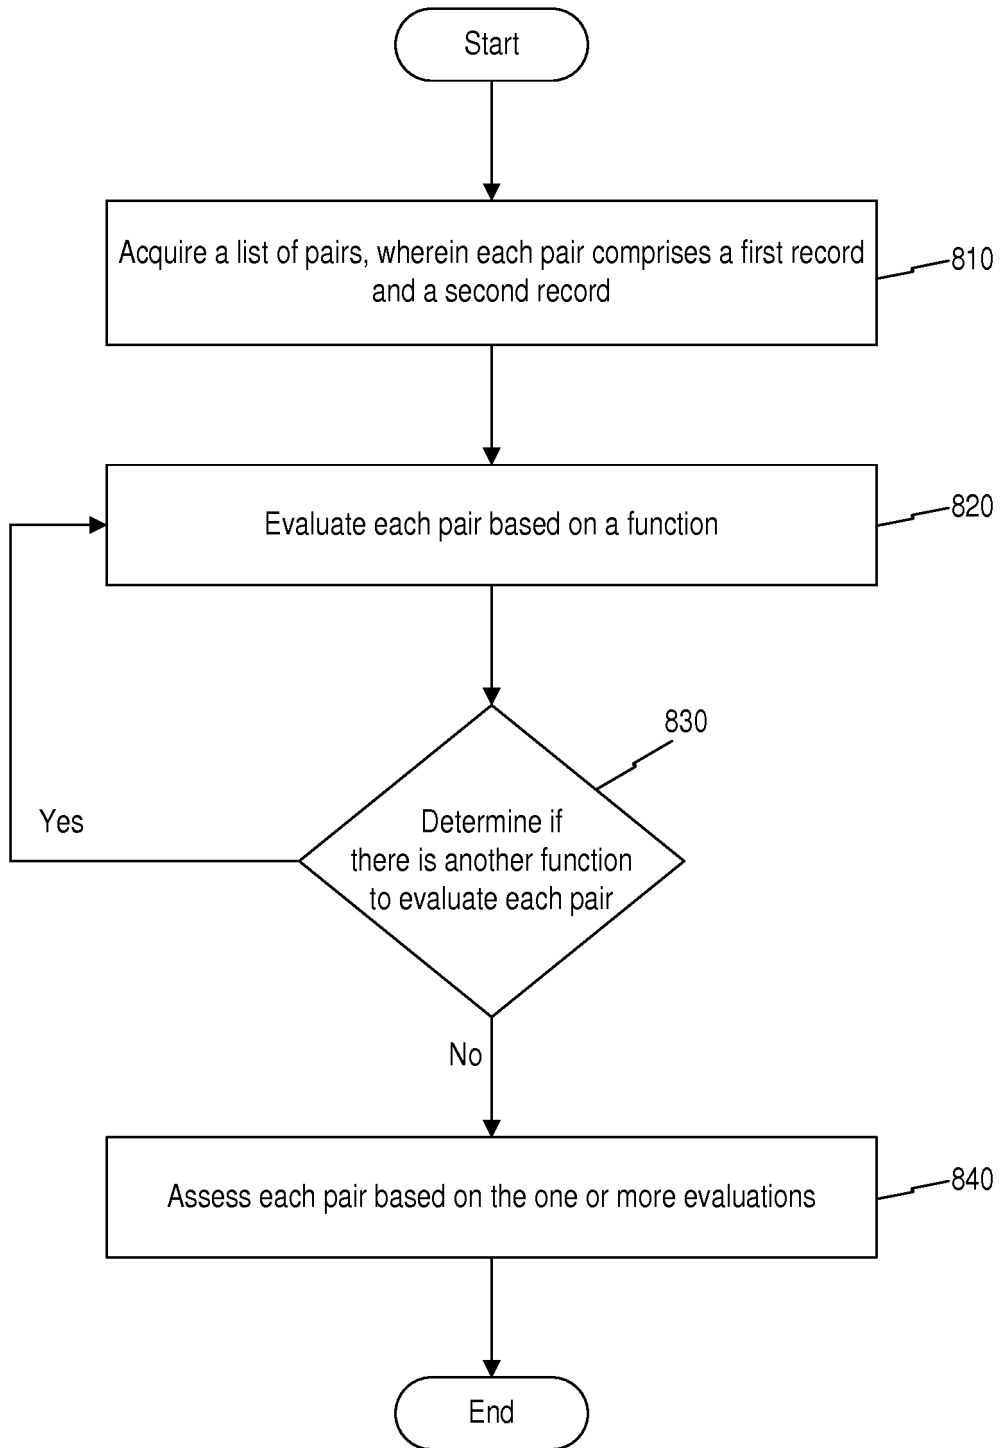 Start
Acquire a list of pairs, wherein each pair comprises a first record
and a second record
810
Evaluate each pair based on a function
820
830
Determine if
there is another function
to evaluate each pair
Yes
No
Assess each pair based on the one or more evaluations
840
End